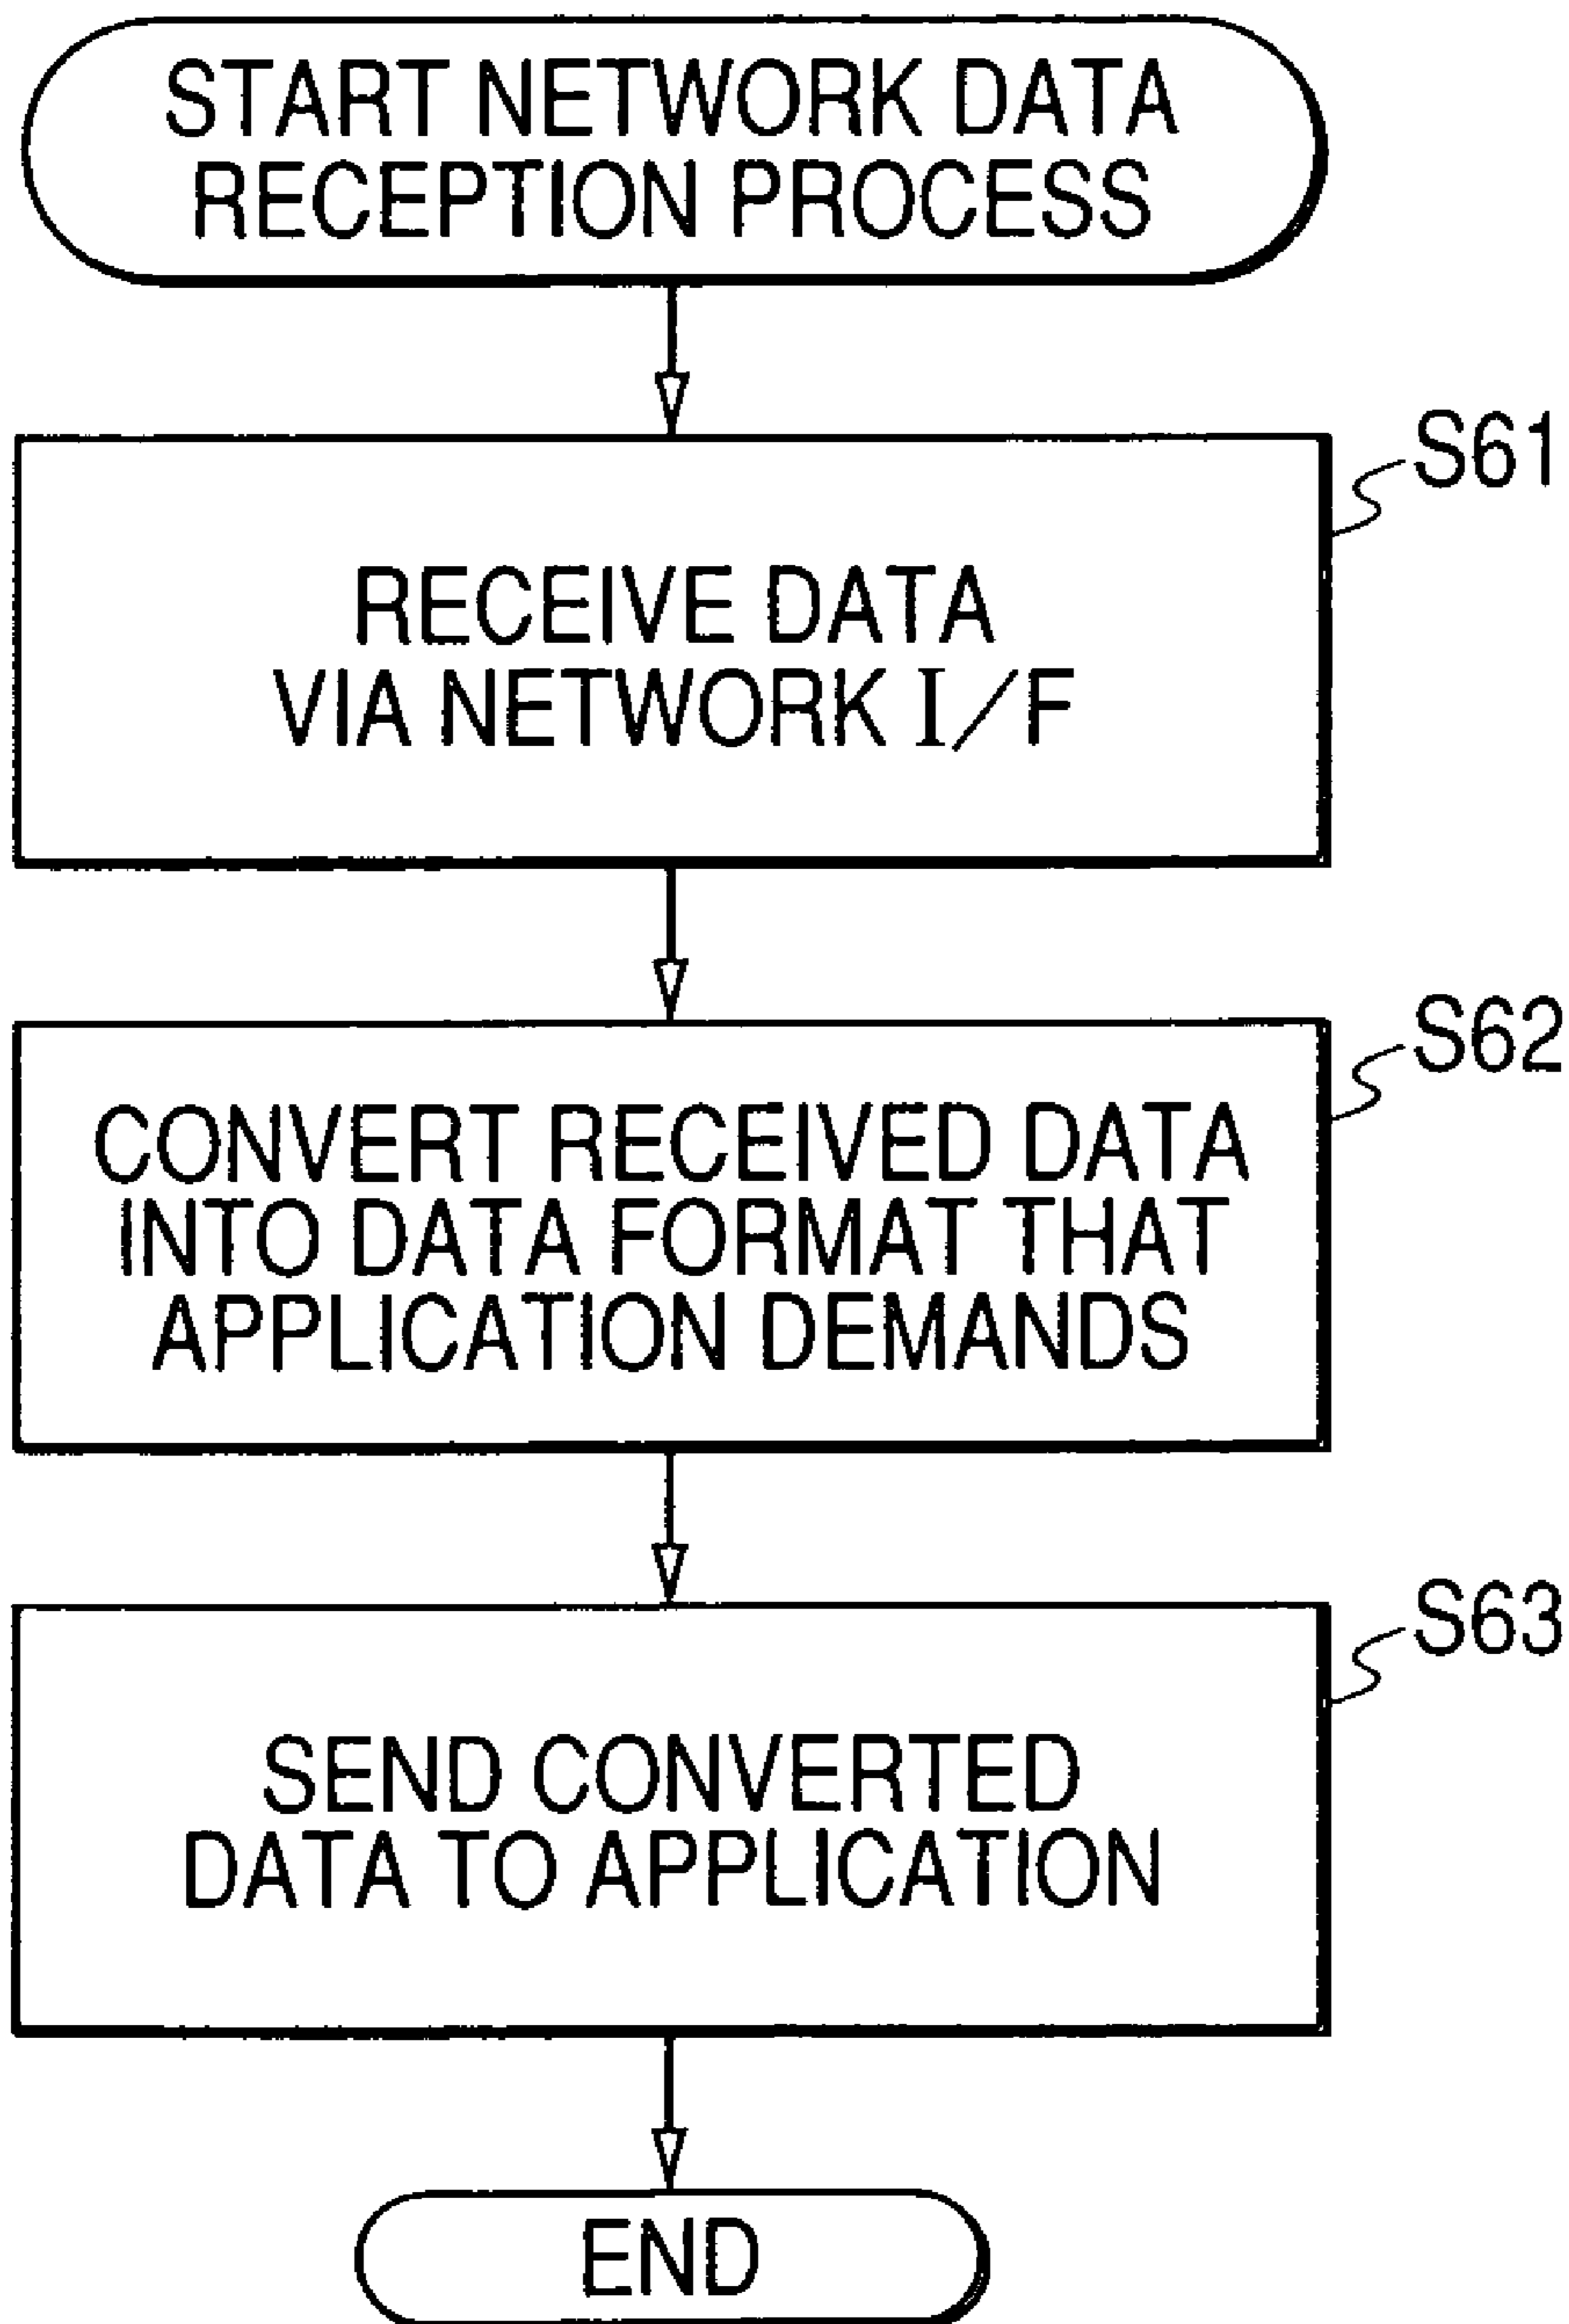 START NETWORK DATA
RECEPTION PROCESS
S61
RECEIVE DATA
VIA NETWORK I/F
S62
CONVERT RECEIVED DATA
INTO DATA FORMAT THAT
APPLICATION DEMANDS
S63
SEND CONVERTED
DATA TO APPLICATION
END